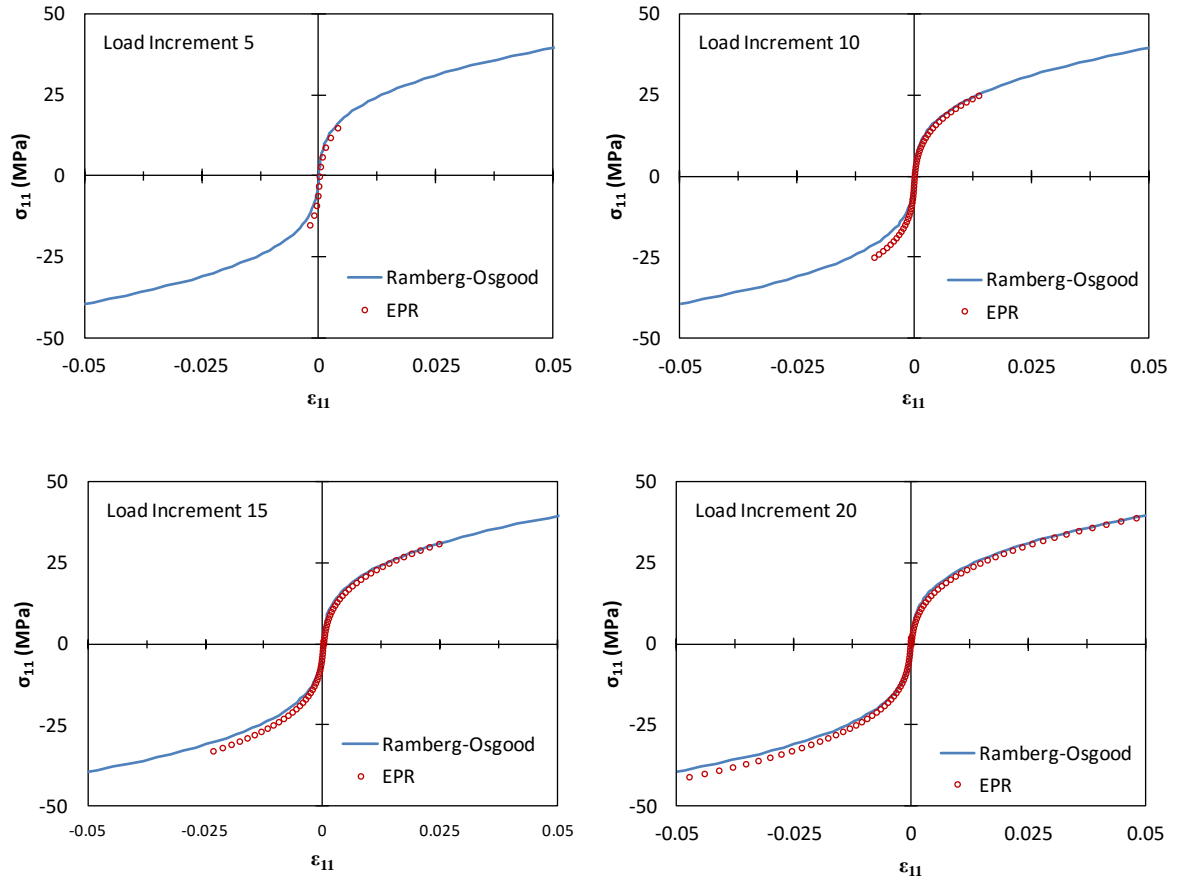 50
Load Increment 5
25
0
-25
-50
σ11 (MPa)
Ramberg-Osgood
EPR
-0.05 -0.025 0 0.025 0.05
ε11
50
Load Increment 10
25
0
-25
-50
σ11 (MPa)
Ramberg-Osgood
EPR
-0.05 -0.025 0 0.025 0.05
ε11
50
Load Increment 15
25
0
-25
-50
σ11 (MPa)
Ramberg-Osgood
EPR
-0.05 -0.025 0 0.025 0.05
ε11
50
Load Increment 20
25
0
-25
-50
σ11 (MPa)
Ramberg-Osgood
EPR
-0.05 -0.025 0 0.025 0.05
ε11